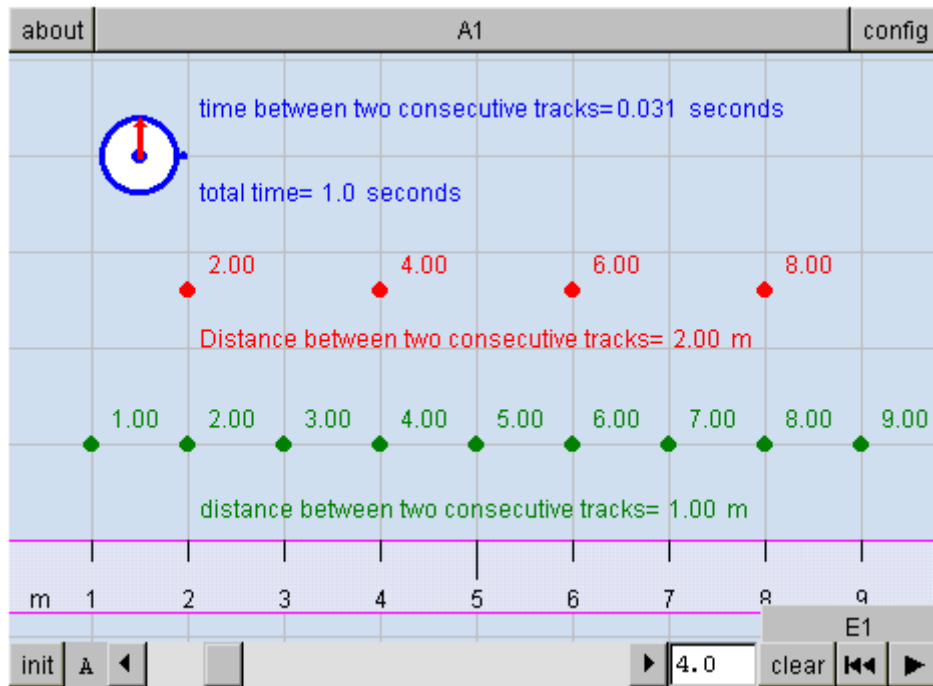 about A1 config
time between two consecutive tracks=0.031 seconds
total time= 1.0 seconds
2.00 4.00 6.00 8.00
Distance between two consecutive tracks= 2.00 m
1.00 2.00 3.00 4.00 5.00 6.00 7.00 8.00 9.00
distance between two consecutive tracks= 1.00 m
m 1 2 3 4 5 6 7 8 9
E1
init A 4.0 clear